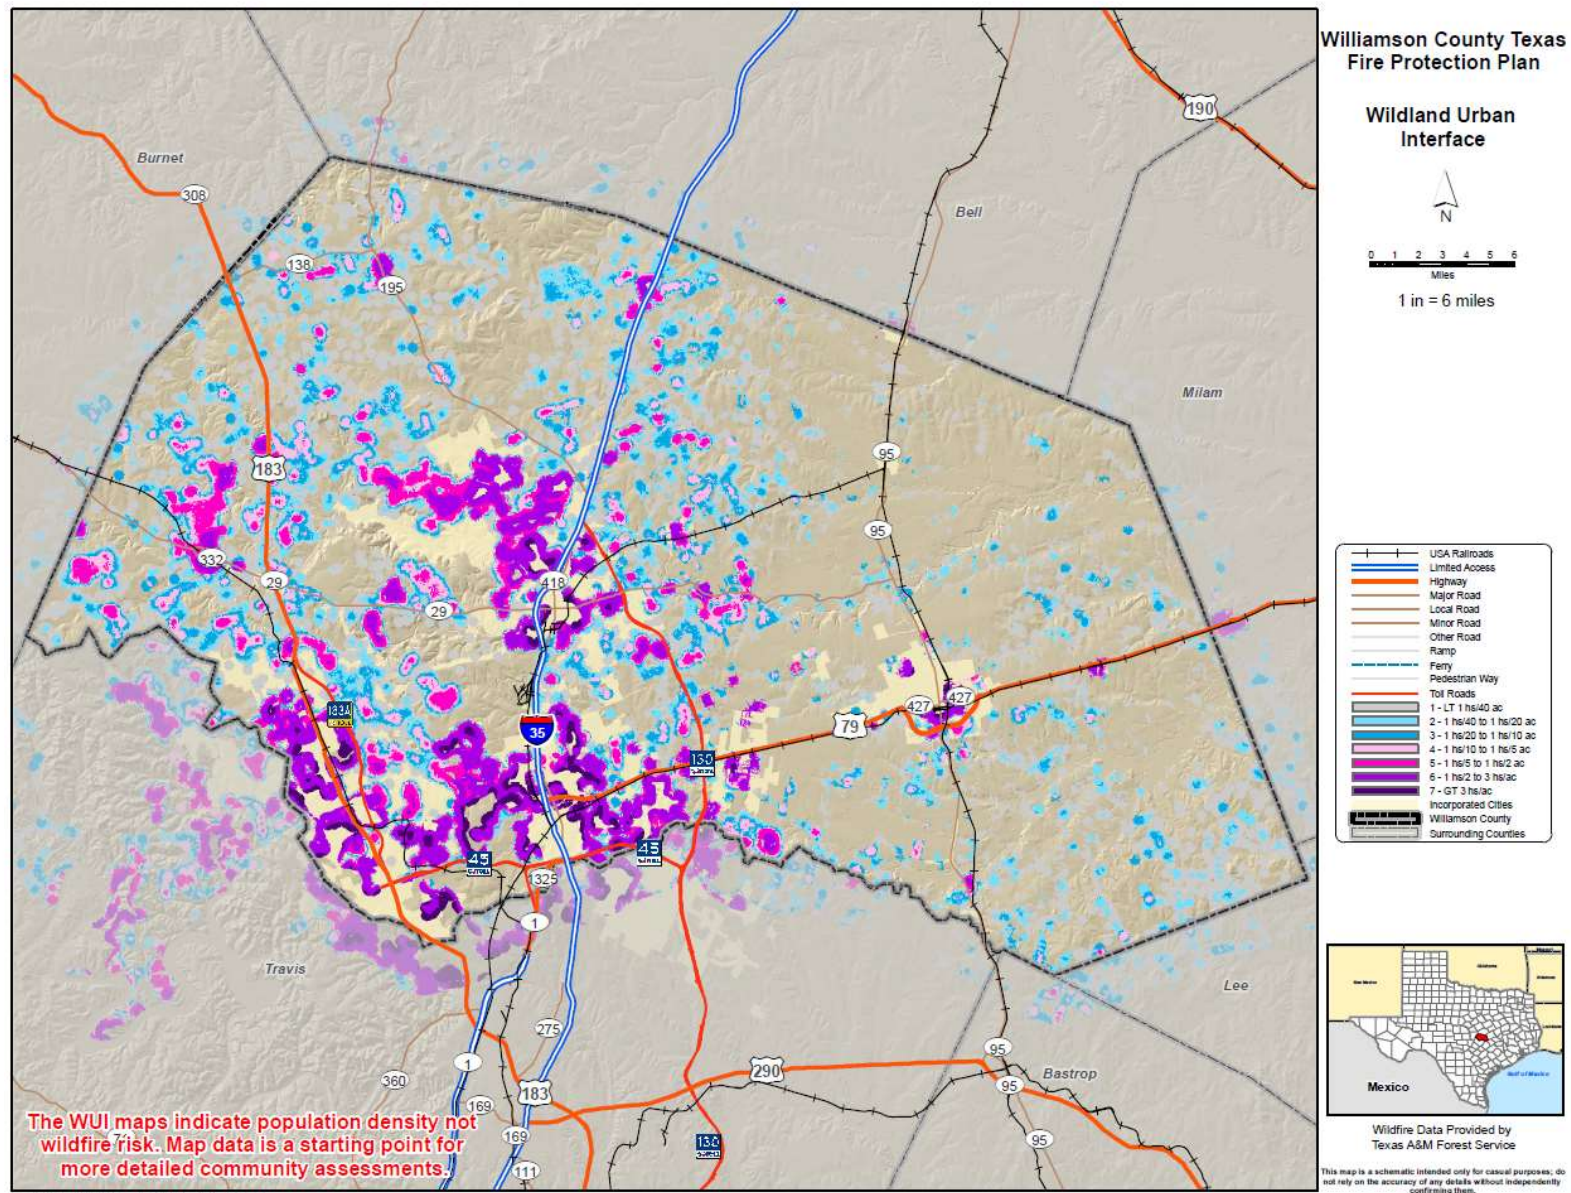 Williamson County Texas
Fire Protection Plan
Wildland Urban
Interface
N
0 1 2 3 4 5 6
Miles
1 in = 6 miles
190
Burnet
308
Bell
138
195
Milam
183
95
95
332
29
418
29
183A
427
427
79
35
130
45
45
1325
1
Travis
Lee
275
1
360
290
95
Bastrop
95
183
169
169
95
130
111
The WUI maps indicate population density not
wildfire risk. Map data is a starting point for
more detailed community assessments.
USA Railroads
Limited Access
Highway
Major Road
Local Road
Minor Road
Other Road
Ramp
Ferry
Pedestrian Way
Toll Roads
1 - LT 1 hs/40 ac
2 - 1 hs/40 to 1 hs/20 ac
3 - 1 hs/20 to 1 hs/10 ac
4 - 1 hs/10 to 1 hs/5 ac
5 - 1 hs/5 to 1 hs/2 ac
6 - 1 hs/2 to 3 hs/ac
7 - GT 3 hs/ac
Incorporated Cities
Williamson County
Surrounding Counties
New Mexico
Oklahoma
Mexico
Gulf of Mexico
Wildfire Data Provided by
Texas A&M Forest Service
This map is a schematic intended only for casual purposes; do
not rely on the accuracy of any details without independently
confirming them.